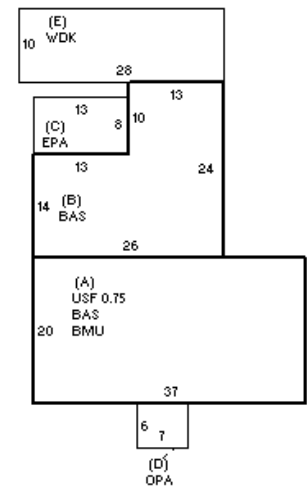 (E)
10 WDK
28
13
13
(C) 8 10
EPA
13
24
14 (B)
BAS
26
(A)
USF 0.75
BAS
20 BMU
37
6
7
(D)
OPA